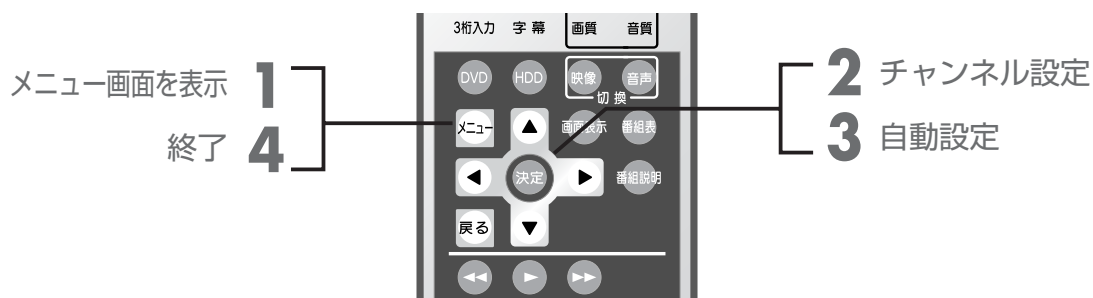 3桁入力 字幕 画質 音質
メニュー画面を表示 1
終了 4
DVD HDD 映像 音声
切換
メニュー ▲ 画面表示 番組表
◀ 決定 ▶ 番組説明
戻る ▼
2 チャンネル設定
3 自動設定